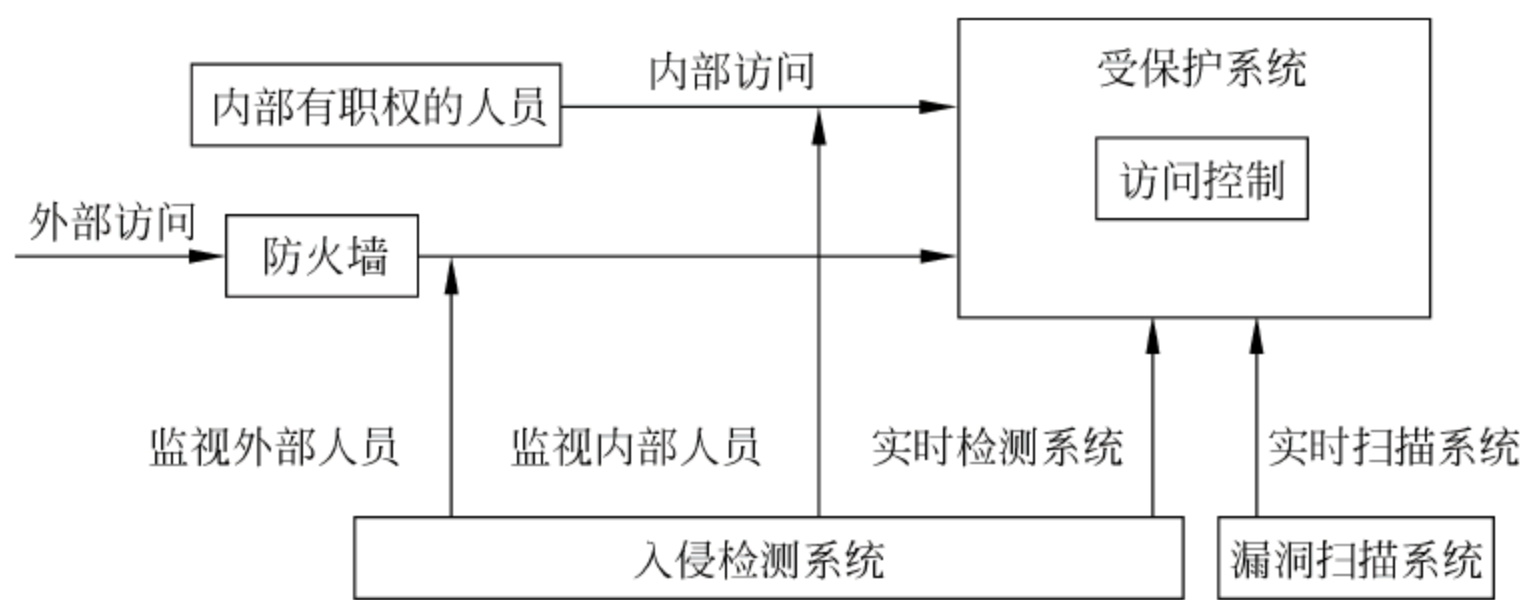 受保护系统
内部访问
内部有职权的人员
访问控制
外部访问
防火墙
监视外部人员
监视内部人员
实时检测系统
实时扫描系统
入侵检测系统
漏洞扫描系统